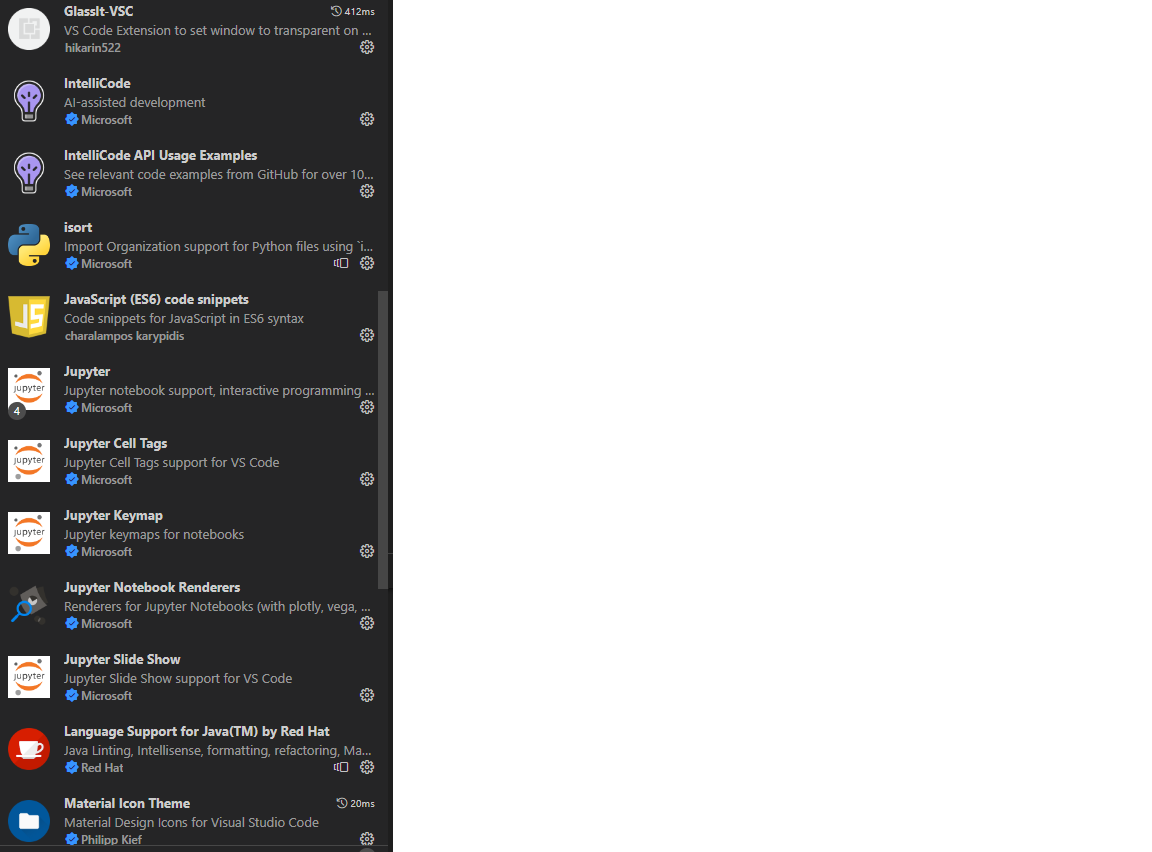 GlassIt-VSC
412ms
VS Code Extension to set window to transparent on ...
hikarin522
IntelliCode
AI-assisted development
Microsoft
IntelliCode API Usage Examples
See relevant code examples from GitHub for over 10...
Microsoft
isort
Import Organization support for Python files using `i...
Microsoft
JS
JavaScript (ES6) code snippets
Code snippets for JavaScript in ES6 syntax
charalampos karypidis
jupyter
4
Jupyter
Jupyter notebook support, interactive programming ...
Microsoft
jupyter
Jupyter Cell Tags
Jupyter Cell Tags support for VS Code
Microsoft
jupyter
Jupyter Keymap
Jupyter keymaps for notebooks
Microsoft
Jupyter Notebook Renderers
Renderers for Jupyter Notebooks (with plotly, vega, ...
Microsoft
jupyter
Jupyter Slide Show
Jupyter Slide Show support for VS Code
Microsoft
Language Support for Java(TM) by Red Hat
Java Linting, Intellisense, formatting, refactoring, Ma...
Red Hat
Material Icon Theme
20ms
Material Design Icons for Visual Studio Code
Philipp Kief